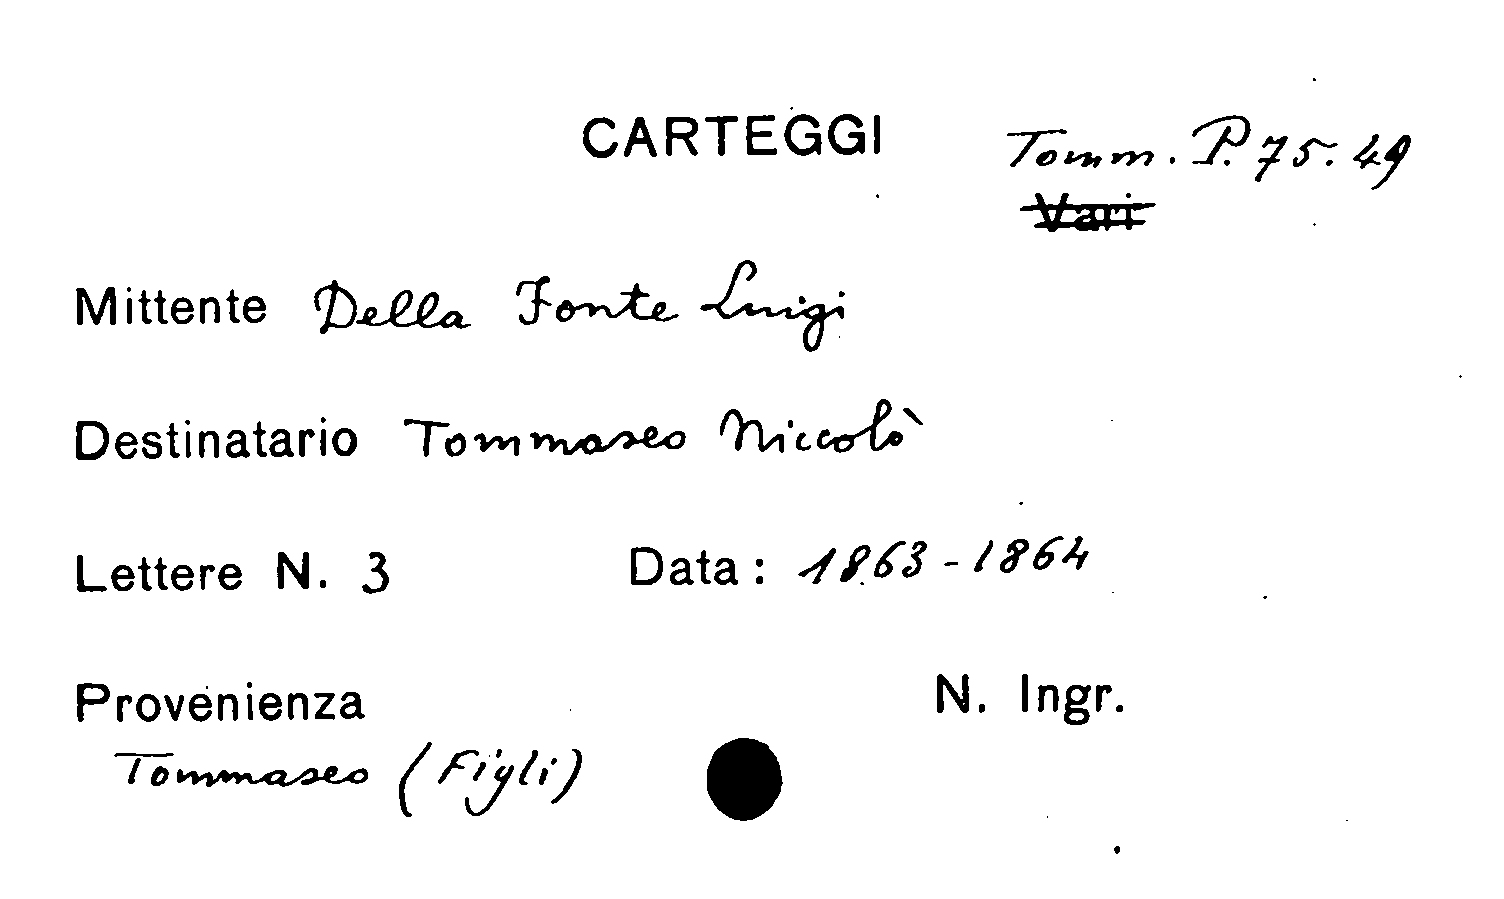 CARTEGGI Tomm. P. 75. 49
Vari
Mittente Della Fonte Luigi
Destinatario Tommaseo Niccolò
Lettere N. 3 Data: 1863-1864
Provenienza N. Ingr.
Tommaseo (Figli)